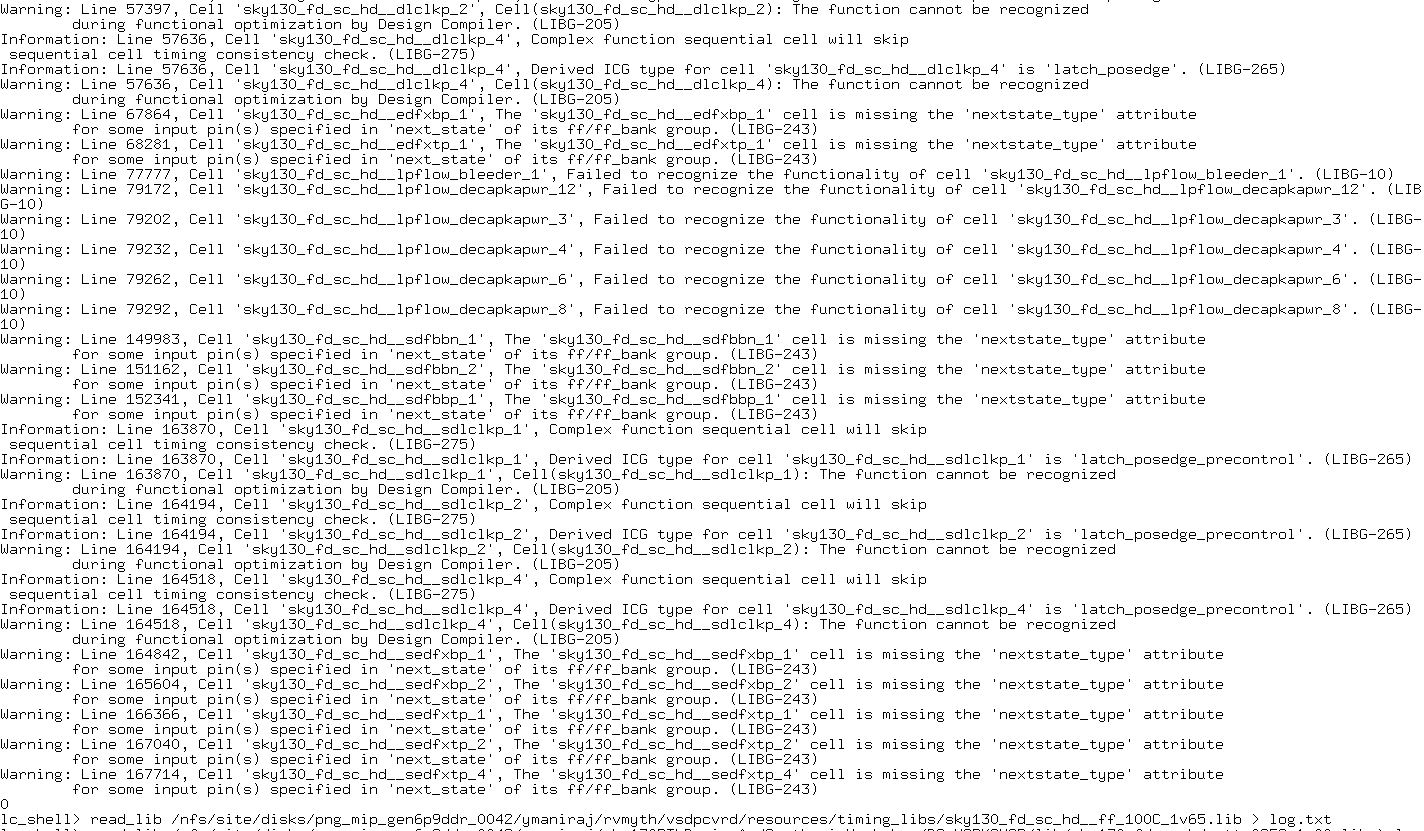 Warning: Line 57397, Cell 'sky130_fd_sc_hd__dlclkp_2', Cell(sky130_fd_sc_hd__dlclkp_2): The function cannot be recognized
during functional optimization by Design Compiler. (LIBG-205)
Information: Line 57636, Cell 'sky130_fd_sc_hd__dlclkp_4', Complex function sequential cell will skip
sequential cell timing consistency check. (LIBG-275)
Information: Line 57636, Cell 'sky130_fd_sc_hd__dlclkp_4', Derived ICG type for cell 'sky130_fd_sc_hd__dlclkp_4' is 'latch_posedge'. (LIBG-265)
Warning: Line 57636, Cell 'sky130_fd_sc_hd__dlclkp_4', Cell(sky130_fd_sc_hd__dlclkp_4): The function cannot be recognized
during functional optimization by Design Compiler. (LIBG-205)
Warning: Line 67864, Cell 'sky130_fd_sc_hd__edfxbp_1', The 'sky130_fd_sc_hd__edfxbp_1' cell is missing the 'nextstate_type' attribute
for some input pin(s) specified in 'next_state' of its ff/ff_bank group. (LIBG-243)
Warning: Line 68281, Cell 'sky130_fd_sc_hd__edfxtp_1', The 'sky130_fd_sc_hd__edfxtp_1' cell is missing the 'nextstate_type' attribute
for some input pin(s) specified in 'next_state' of its ff/ff_bank group. (LIBG-243)
Warning: Line 77777, Cell 'sky130_fd_sc_hd__lpflow_bleeder_1', Failed to recognize the functionality of cell 'sky130_fd_sc_hd__lpflow_bleeder_1'. (LIBG-10)
Warning: Line 79172, Cell 'sky130_fd_sc_hd__lpflow_decapkapwr_12', Failed to recognize the functionality of cell 'sky130_fd_sc_hd__lpflow_decapkapwr_12'. (LIB
G-10)
Warning: Line 79202, Cell 'sky130_fd_sc_hd__lpflow_decapkapwr_3', Failed to recognize the functionality of cell 'sky130_fd_sc_hd__lpflow_decapkapwr_3'. (LIBG-
10)
Warning: Line 79232, Cell 'sky130_fd_sc_hd__lpflow_decapkapwr_4', Failed to recognize the functionality of cell 'sky130_fd_sc_hd__lpflow_decapkapwr_4'. (LIBG-
10)
Warning: Line 79262, Cell 'sky130_fd_sc_hd__lpflow_decapkapwr_6', Failed to recognize the functionality of cell 'sky130_fd_sc_hd__lpflow_decapkapwr_6'. (LIBG-
10)
Warning: Line 79292, Cell 'sky130_fd_sc_hd__lpflow_decapkapwr_8', Failed to recognize the functionality of cell 'sky130_fd_sc_hd__lpflow_decapkapwr_8'. (LIBG-
10)
Warning: Line 149983, Cell 'sky130_fd_sc_hd__sdfbbn_1', The 'sky130_fd_sc_hd__sdfbbn_1' cell is missing the 'nextstate_type' attribute
for some input pin(s) specified in 'next_state' of its ff/ff_bank group. (LIBG-243)
Warning: Line 151162, Cell 'sky130_fd_sc_hd__sdfbbn_2', The 'sky130_fd_sc_hd__sdfbbn_2' cell is missing the 'nextstate_type' attribute
for some input pin(s) specified in 'next_state' of its ff/ff_bank group. (LIBG-243)
Warning: Line 152341, Cell 'sky130_fd_sc_hd__sdfbbp_1', The 'sky130_fd_sc_hd__sdfbbp_1' cell is missing the 'nextstate_type' attribute
for some input pin(s) specified in 'next_state' of its ff/ff_bank group. (LIBG-243)
Information: Line 163870, Cell 'sky130_fd_sc_hd__sdlclkp_1', Complex function sequential cell will skip
sequential cell timing consistency check. (LIBG-275)
Information: Line 163870, Cell 'sky130_fd_sc_hd__sdlclkp_1', Derived ICG type for cell 'sky130_fd_sc_hd__sdlclkp_1' is 'latch_posedge_precontrol'. (LIBG-265)
Warning: Line 163870, Cell 'sky130_fd_sc_hd__sdlclkp_1', Cell(sky130_fd_sc_hd__sdlclkp_1): The function cannot be recognized
during functional optimization by Design Compiler. (LIBG-205)
Information: Line 164194, Cell 'sky130_fd_sc_hd__sdlclkp_2', Complex function sequential cell will skip
sequential cell timing consistency check. (LIBG-275)
Information: Line 164194, Cell 'sky130_fd_sc_hd__sdlclkp_2', Derived ICG type for cell 'sky130_fd_sc_hd__sdlclkp_2' is 'latch_posedge_precontrol'. (LIBG-265)
Warning: Line 164194, Cell 'sky130_fd_sc_hd__sdlclkp_2', Cell(sky130_fd_sc_hd__sdlclkp_2): The function cannot be recognized
during functional optimization by Design Compiler. (LIBG-205)
Information: Line 164518, Cell 'sky130_fd_sc_hd__sdlclkp_4', Complex function sequential cell will skip
sequential cell timing consistency check. (LIBG-275)
Information: Line 164518, Cell 'sky130_fd_sc_hd__sdlclkp_4', Derived ICG type for cell 'sky130_fd_sc_hd__sdlclkp_4' is 'latch_posedge_precontrol'. (LIBG-265)
Warning: Line 164518, Cell 'sky130_fd_sc_hd__sdlclkp_4', Cell(sky130_fd_sc_hd__sdlclkp_4): The function cannot be recognized
during functional optimization by Design Compiler. (LIBG-205)
Warning: Line 164842, Cell 'sky130_fd_sc_hd__sedfxbp_1', The 'sky130_fd_sc_hd__sedfxbp_1' cell is missing the 'nextstate_type' attribute
for some input pin(s) specified in 'next_state' of its ff/ff_bank group. (LIBG-243)
Warning: Line 165604, Cell 'sky130_fd_sc_hd__sedfxbp_2', The 'sky130_fd_sc_hd__sedfxbp_2' cell is missing the 'nextstate_type' attribute
for some input pin(s) specified in 'next_state' of its ff/ff_bank group. (LIBG-243)
Warning: Line 166366, Cell 'sky130_fd_sc_hd__sedfxtp_1', The 'sky130_fd_sc_hd__sedfxtp_1' cell is missing the 'nextstate_type' attribute
for some input pin(s) specified in 'next_state' of its ff/ff_bank group. (LIBG-243)
Warning: Line 167040, Cell 'sky130_fd_sc_hd__sedfxtp_2', The 'sky130_fd_sc_hd__sedfxtp_2' cell is missing the 'nextstate_type' attribute
for some input pin(s) specified in 'next_state' of its ff/ff_bank group. (LIBG-243)
Warning: Line 167714, Cell 'sky130_fd_sc_hd__sedfxtp_4', The 'sky130_fd_sc_hd__sedfxtp_4' cell is missing the 'nextstate_type' attribute
for some input pin(s) specified in 'next_state' of its ff/ff_bank group. (LIBG-243)
0
lc_shell> read_lib /nfs/site/disks/png_mip_gen6p9ddr_0042/ymaniraj/rvmyth/vsdpcvrd/resources/timing_libs/sky130_fd_sc_hd__ff_100C_1v65.lib > log.txt